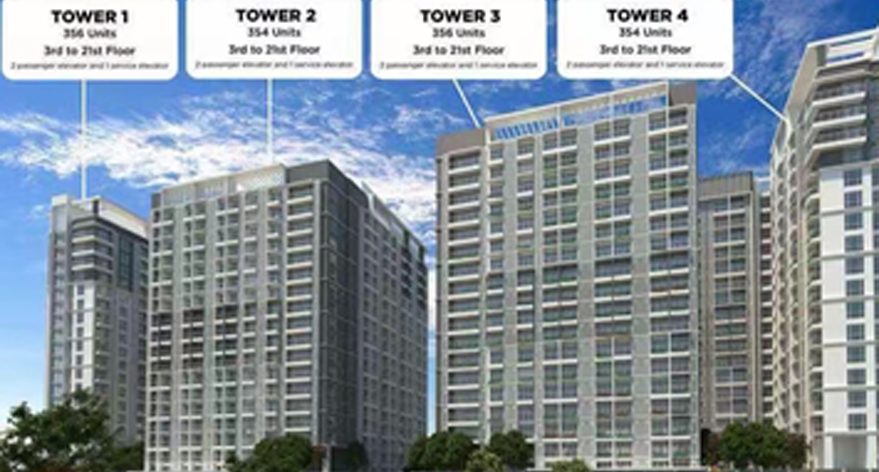 TOWER 1
356 Units
3rd to 21st Floor
2 passenger elevator and 1 service elevator
TOWER 2
354 Units
3rd to 21st Floor
2 passenger elevator and 1 service elevator
TOWER 3
356 Units
3rd to 21st Floor
2 passenger elevator and 1 service elevator
TOWER 4
354 Units
3rd to 21st Floor
2 passenger elevator and 1 service elevator